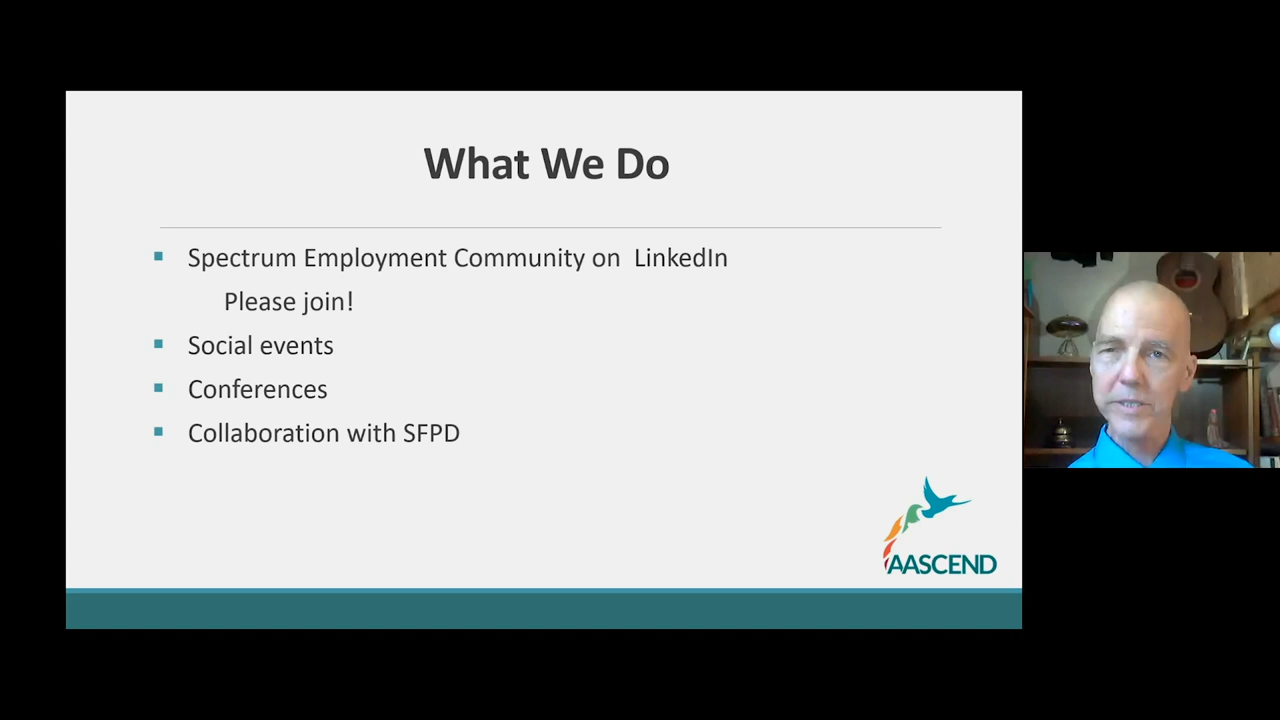 What We Do
Spectrum Employment Community on LinkedIn
Please join!
Social events
Conferences
Collaboration with SFPD
AASCEND